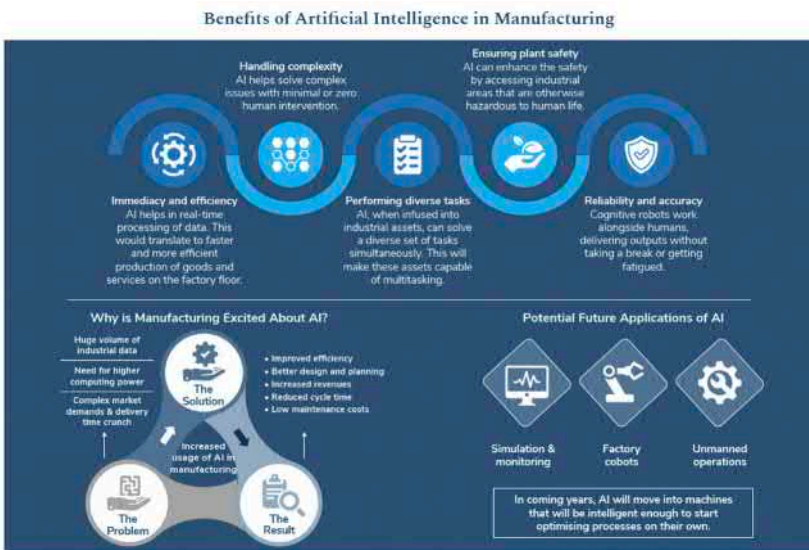 Benefits of Artificial Intelligence in Manufacturing
Handling complexity
AI helps solve complex
issues with minimal or zero
human intervention.
Ensuring plant safety
AI can enhance the safety
by accessing industrial
areas that are otherwise
hazardous to human life.
Immediacy and efficiency
AI helps in real-time
processing of data. This
would translate to faster
and more efficient
production of goods and
services on the factory floor.
Performing diverse tasks
AI, when infused into
industrial assets, can solve
a diverse set of tasks
simultaneously. This will
make these assets capable
of multitasking.
Reliability and accuracy
Cognitive robots work
alongside humans,
delivering outputs without
taking a break or getting
fatigued.
Why is Manufacturing Excited About AI?
Huge volume of
industrial data
Need for higher
computing power
Complex market
demands & delivery
time crunch
The
Solution
• Improved efficiency
• Better design and planning
• Increased revenues
• Reduced cycle time
• Low maintenance costs
Increased
usage of AI in
manufacturing
The
Problem
The
Result
Potential Future Applications of AI
Simulation &
monitoring
Factory
cobots
Unmanned
operations
In coming years, AI will move into machines
that will be intelligent enough to start
optimising processes on their own.